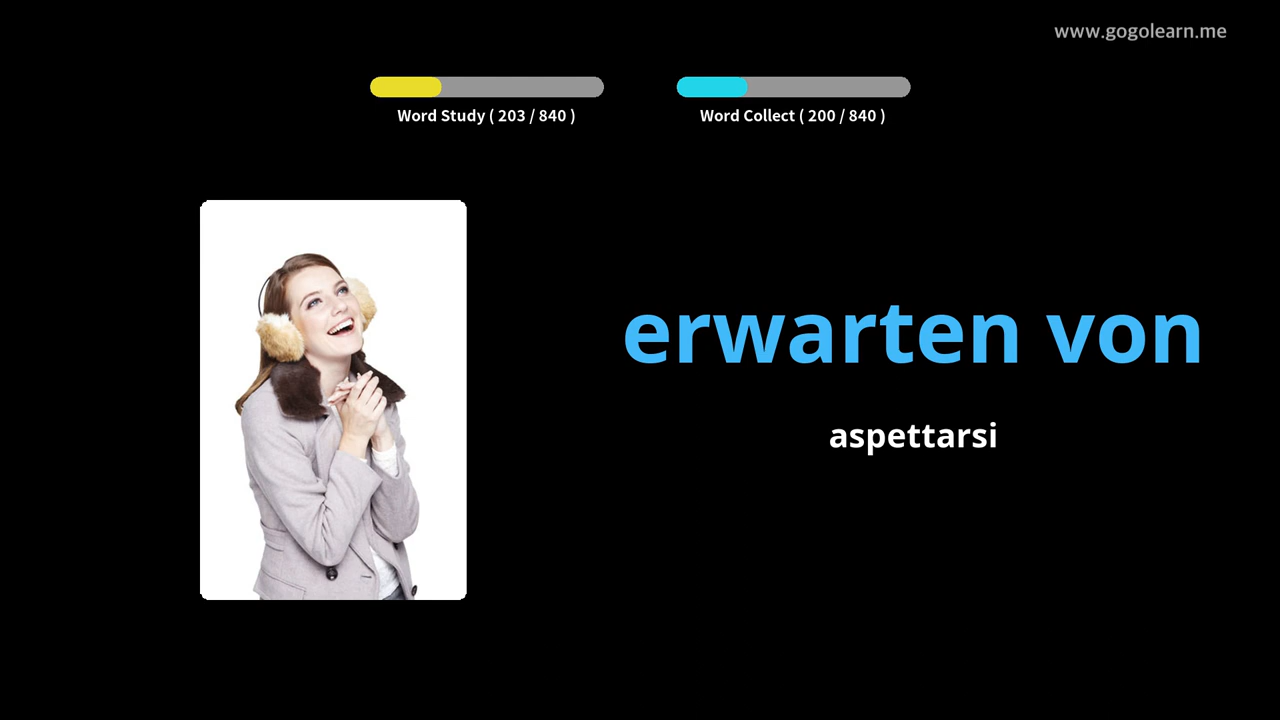 www.gogolearn.me
Word Study ( 203 / 840 )
Word Collect ( 200 / 840 )
erwarten von
aspettarsi